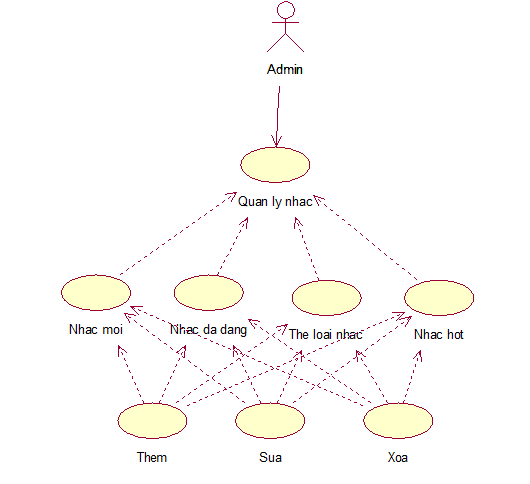 Admin
Quan ly nhac
Nhac moi
Nhac da dang
The loai nhac
Nhac hot
Them
Sua
Xoa